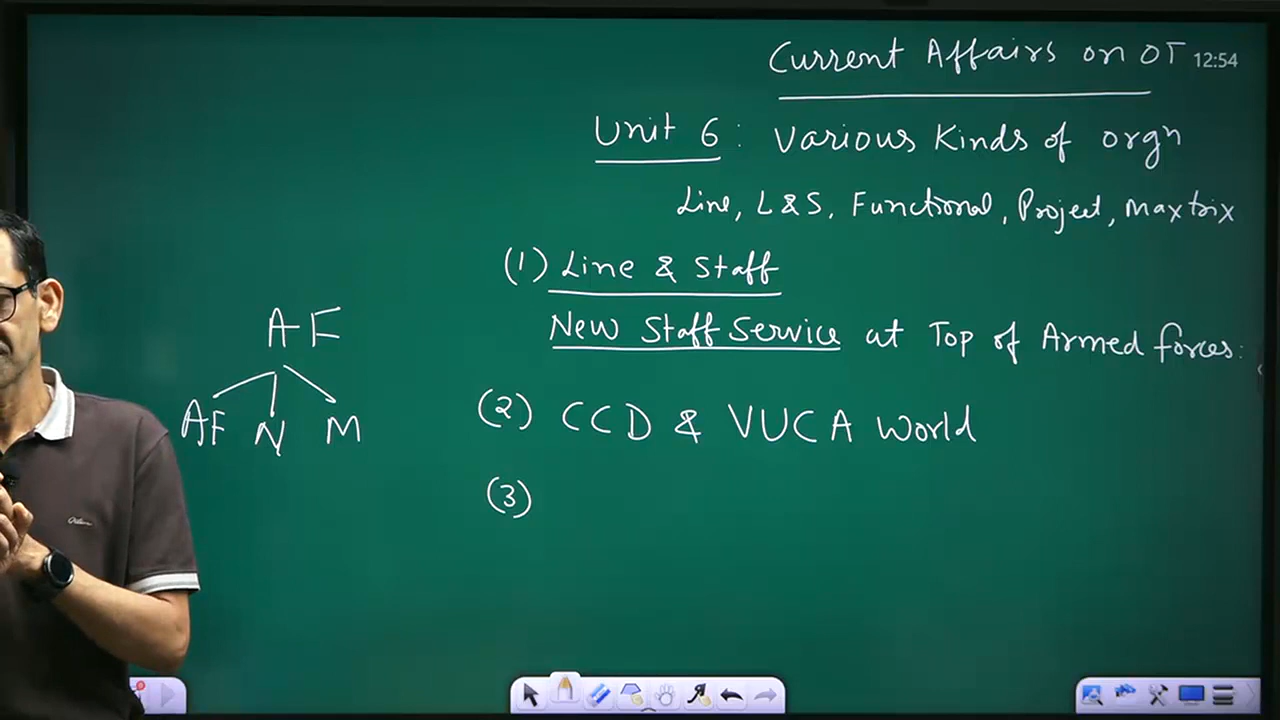 Current Affairs on OT 12:54
Unit 6: Various Kinds of orgn
Line, L & S, Functional, Project, Maxtrix
(1) Line & Staff
New Staff Service at Top of Armed forces:
AF
AF N M
(2) CCD & VUCA World
(3)